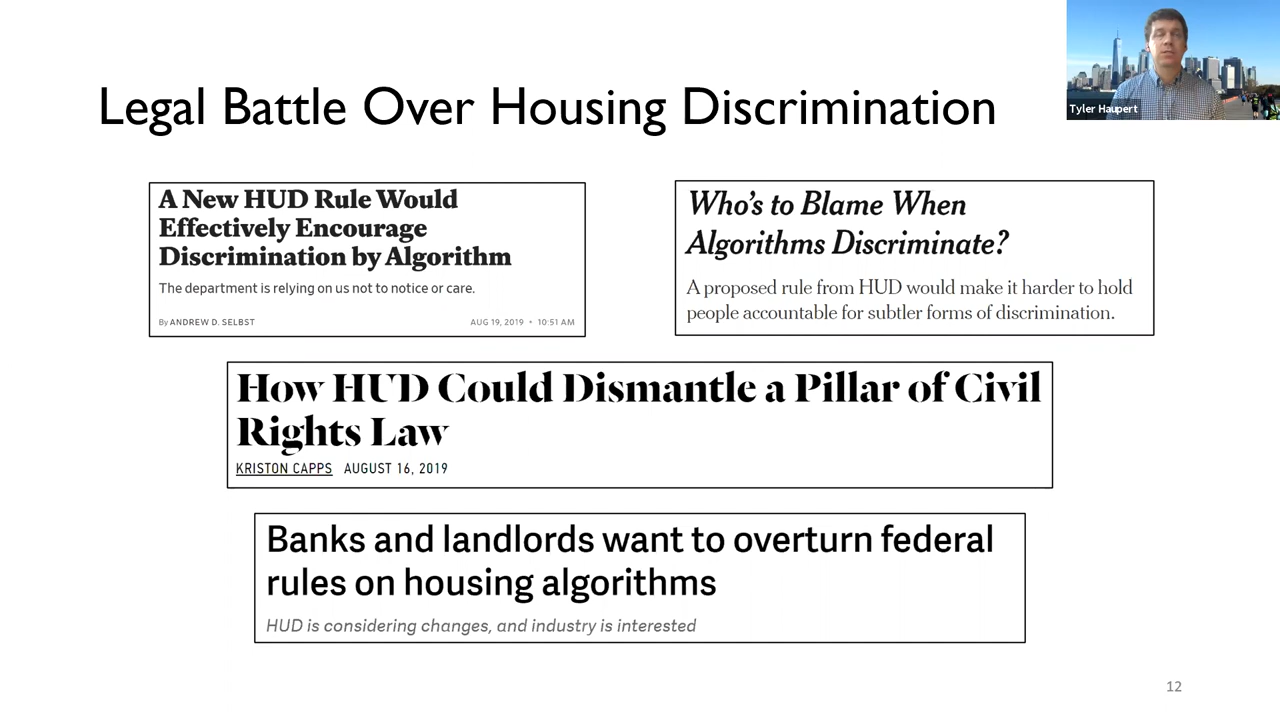 Legal Battle Over Housing Discrimination
Tyler Haupert
A New HUD Rule Would
Effectively Encourage
Discrimination by Algorithm
The department is relying on us not to notice or care.
By ANDREW D. SELBST AUG 19, 2019 • 10:51 AM
Who's to Blame When
Algorithms Discriminate?
A proposed rule from HUD would make it harder to hold
people accountable for subtler forms of discrimination.
How HUD Could Dismantle a Pillar of Civil
Rights Law
KRISTON CAPPS AUGUST 16, 2019
Banks and landlords want to overturn federal
rules on housing algorithms
HUD is considering changes, and industry is interested
12